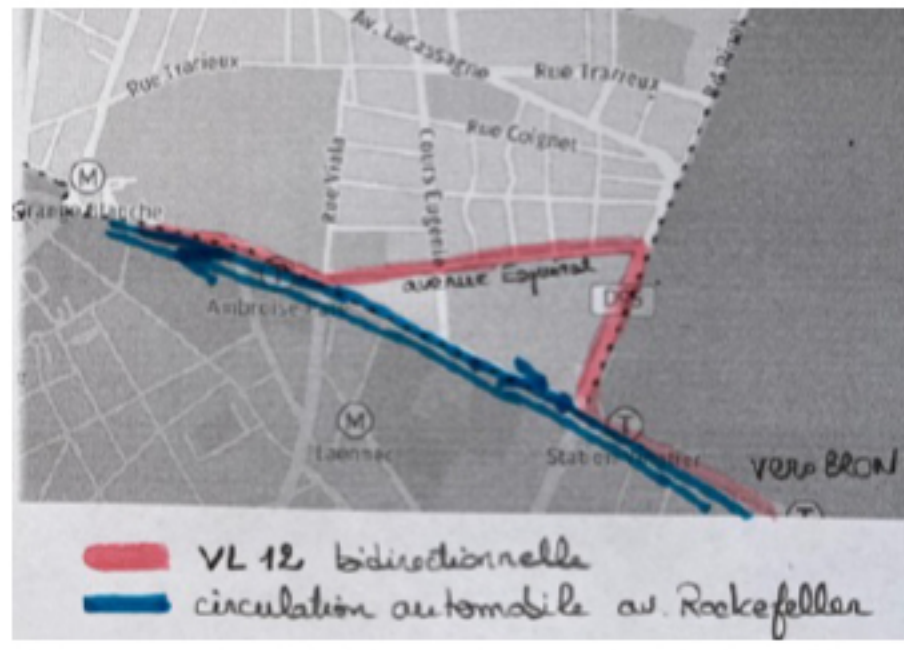 Av. Lacassagne
Rue Trarieux
Rue Trarieux
Rue Coignet
Rue Viala
Cours Eugénie
M
Grange Blanche
avenue Esquirol
D95
Ambroise
M
Laennec
T
vers BRON
T
VL 12 bidirectionnelle
circulation automobile av. Rockefeller